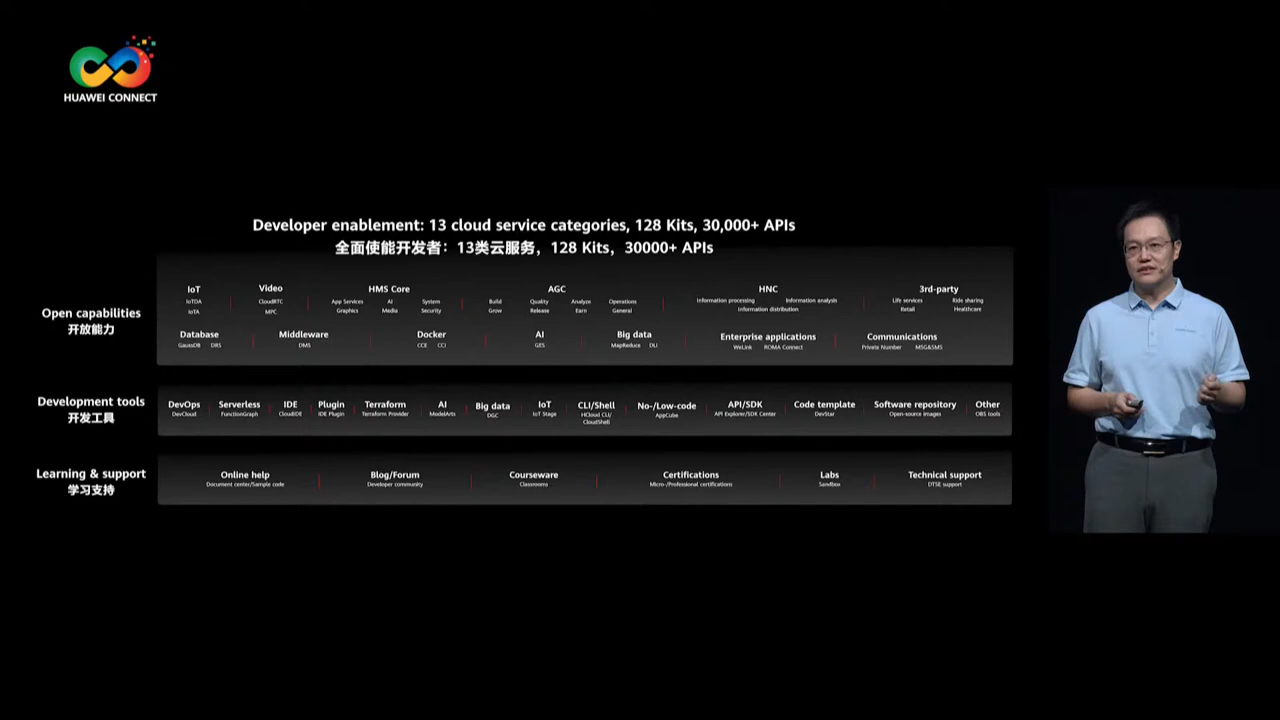 HUAWEI CONNECT
Developer enablement: 13 cloud service categories, 128 Kits, 30,000+ APIs
全面使能开发者：13类云服务，128 Kits，30000+ APIs
Open capabilities
开放能力
IoT Video HMS Core AGC HNC 3rd-party
IoTDA CloudRTC App Services AI System Build Quality Analyze Operations Information processing Information analysis Life services Ride sharing
IoTA MPC Graphics Media Security Grow Release Earn General Information distribution Retail Healthcare
Database Middleware Docker AI Big data Enterprise applications Communications
GaussDB DRS DMS CCE CCI GES MapReduce DLI WeLink ROMA Connect Private Number MSG&SMS
Development tools
开发工具
DevOps Serverless IDE Plugin Terraform AI Big data IoT CLI/Shell No-/Low-code API/SDK Code template Software repository Other
DevCloud FunctionGraph CloudIDE IDE Plugin Terraform Provider ModelArts DGC IoT Stage HCloud CLI/ AppCube API Explorer/SDK Center DevStar Open-source images OBS tools
CloudShell
Learning & support
学习支持
Online help Blog/Forum Courseware Certifications Labs Technical support
Document center/Sample code Developer community Classrooms Micro-/Professional certifications Sandbox DTSE support